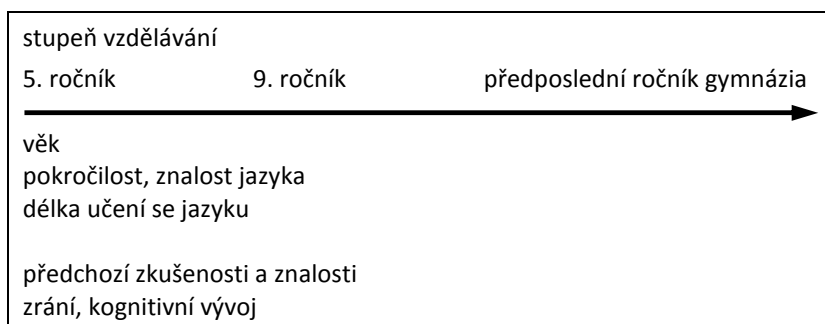 stupeň vzdělávání
5. ročník 9. ročník předposlední ročník gymnázia
věk
pokročilost, znalost jazyka
délka učení se jazyku
předchozí zkušenosti a znalosti
zrání, kognitivní vývoj